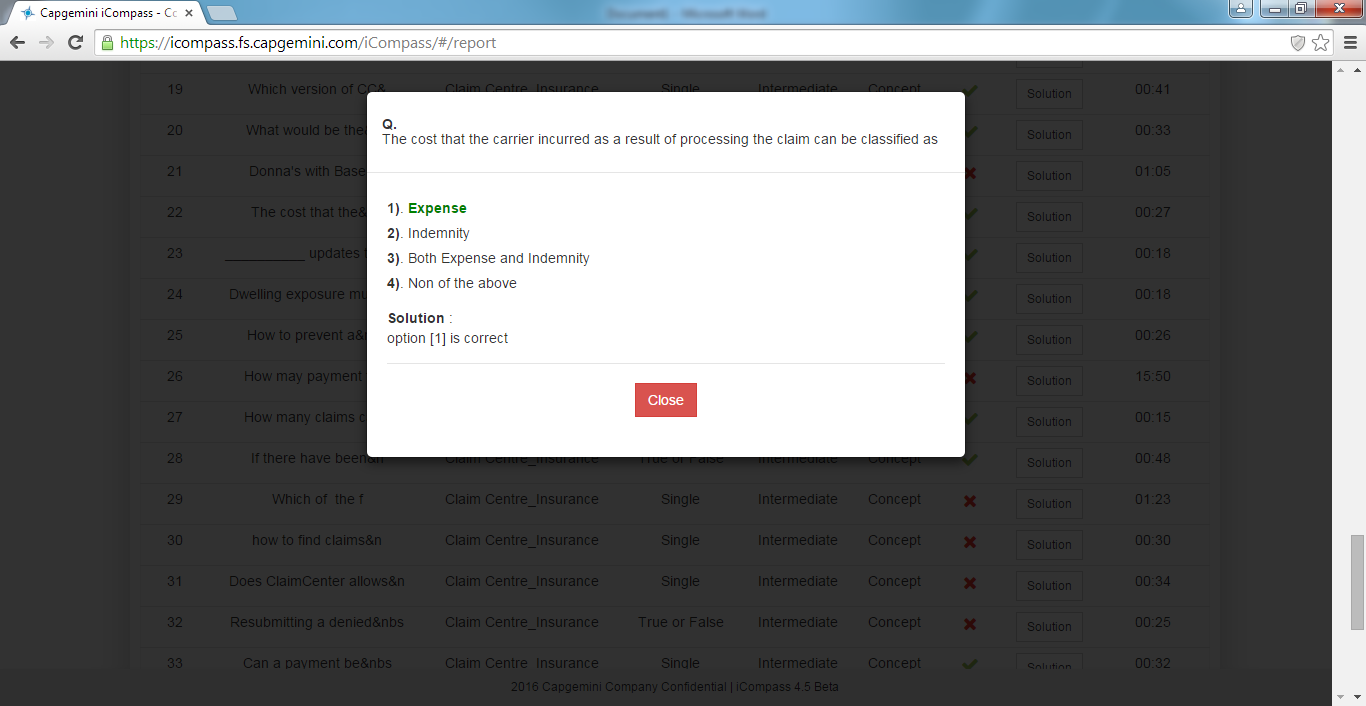 Capgemini iCompass - Cc
Document1 - Microsoft Word
https://icompass.fs.capgemini.com/iCompass/#/report
19 Which version of CC& Claim Centre_Insurance Single Intermediate Concept Solution 00:41
20 What would be the Solution 00:33
21 Donna's with Base Solution 01:05
22 The cost that the& Solution 00:27
23 __________ updates Solution 00:18
24 Dwelling exposure mu Solution 00:18
25 How to prevent a& Solution 00:26
26 How may payment Solution 15:50
27 How many claims c Solution 00:15
28 If there have been&n Claim Centre_Insurance True or False Intermediate Concept Solution 00:48
29 Which of the f Claim Centre_Insurance Single Intermediate Concept Solution 01:23
30 how to find claims&n Claim Centre_Insurance Single Intermediate Concept Solution 00:30
31 Does ClaimCenter allows&n Claim Centre_Insurance Single Intermediate Concept Solution 00:34
32 Resubmitting a denied&nbs Claim Centre_Insurance True or False Intermediate Concept Solution 00:25
33 Can a payment be&nbs Claim Centre_Insurance Single Intermediate Concept Solution 00:32
Q.
The cost that the carrier incurred as a result of processing the claim can be classified as
1). Expense
2). Indemnity
3). Both Expense and Indemnity
4). Non of the above
Solution :
option [1] is correct
Close
2016 Capgemini Company Confidential | iCompass 4.5 Beta